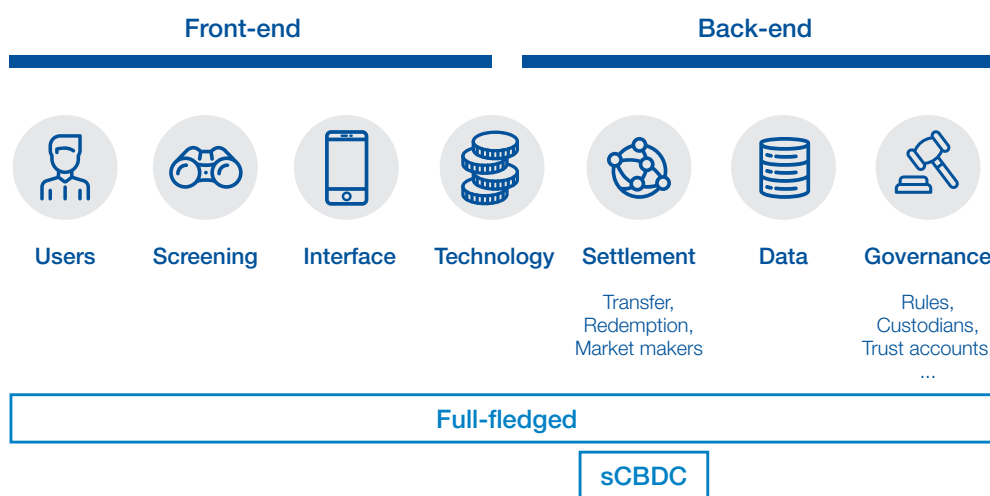 Front-end
Back-end
Users
Screening
Interface
Technology
Settlement
Data
Governance
Transfer,
Redemption,
Market makers
Rules,
Custodians,
Trust accounts
...
Full-fledged
sCBDC